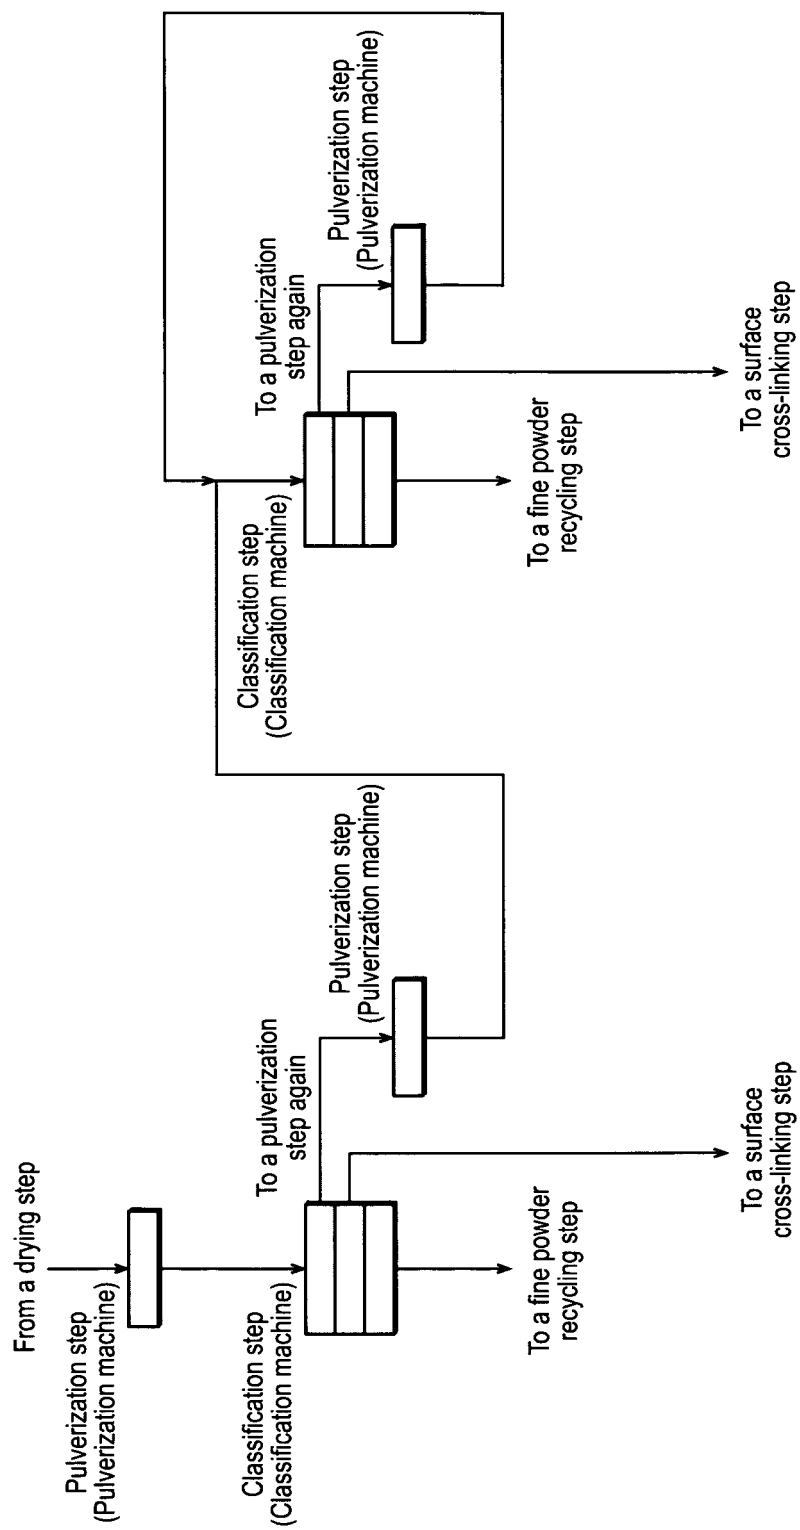 From a drying step
Pulverization step
(Pulverization machine)
Classification step
(Classification machine)
To a pulverization
step again
Pulverization step
(Pulverization machine)
To a fine powder
recycling step
To a surface
cross-linking step
Classification step
(Classification machine)
To a pulverization
step again
Pulverization step
(Pulverization machine)
To a fine powder
recycling step
To a surface
cross-linking step